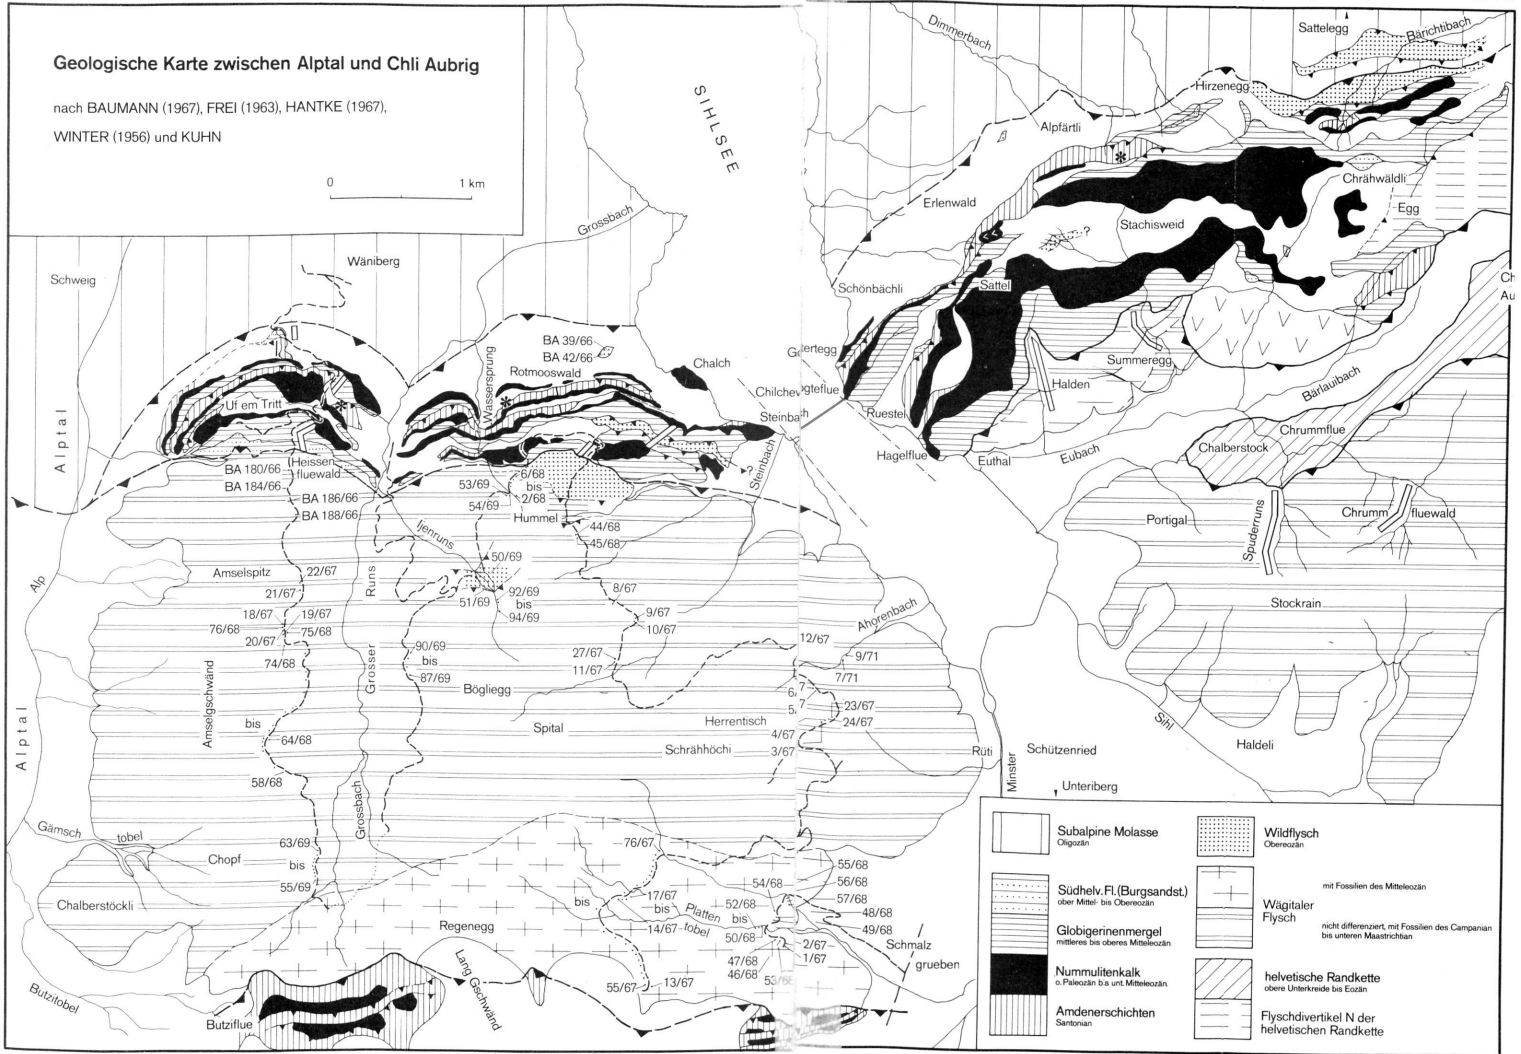 Geologische Karte zwischen Alptal und Chli Aubrig
nach BAUMANN (1967), FREI (1963), HANTKE (1967),
WINTER (1956) und KUHN
0 1 km
SIHLSEE
Dimmerbach
Sattelegg
Bärichtibach
Hirzenegg
Alpfärtli
Chrähwäldli
Egg
Erlenwald
Stachisweid
?
Grossbach
Wäniberg
Schweig
Schönbächli
Sattel
BA 39/66
BA 42/66
Rotmooswald
Wassersprung
Chalch
Summeregg
Halden
Bärlauibach
Uf em Tritt
Steinbach
Ruestel
Chrummflue
Alptal
Hagelflue
Euthal
Eubach
Chalberstock
BA 180/66
BA 184/66
Heissen
fluewald
BA 186/66
BA 188/66
53/69
54/69
6/68
bis
2/68
Hummel
?
Steinbach
44/68
45/68
Portigal
Spuderruns
Chrumm fluewald
Ijenruns
50/69
51/69
92/69
bis
94/69
Alp
Amselspitz
22/67
21/67
Runs
8/67
Stockrain
18/67
19/67
76/68
75/68
20/67
74/68
9/67
10/67
Ahorenbach
12/67
9/71
7/71
90/69
bis
87/69
27/67
11/67
Grosser
Bögliegg
Amselgschwänd
bis
64/68
58/68
Spital
Herrentisch
Schrähhöchi
23/67
24/67
4/67
3/67
Alptal
Rüti
Minster
Schützenried
Sihl
Haldeli
Unteriberg
Grossbach
Gämsch tobel
Chopf
63/69
bis
55/69
Chalberstöckli
76/67
bis
17/67
bis
14/67
Platten
tobel
54/68
52/68
bis
50/68
55/68
56/68
57/68
48/68
49/68
Regenegg
47/68
46/68
2/67
1/67
53/68
Schmalz
grueben
55/67
13/67
Lang Gschwänd
Butzitobel
Butziflue
Subalpine Molasse
Oligozän
Südhelv. Fl. (Burgsandst.)
ober Mittel- bis Obereozän
Globigerinenmergel
mittleres bis oberes Mitteleozän
Nummulitenkalk
o. Paleozän bis unt. Mitteleozän
Amdenerschichten
Santonian
Wildflysch
Obereozän
mit Fossilien des Mitteleozän
Wägitaler
Flysch
nicht differenziert, mit Fossilien des Campanian
bis unteren Maastrichtian
helvetische Randkette
obere Unterkreide bis Eozän
Flyschdivertikel N der
helvetischen Randkette